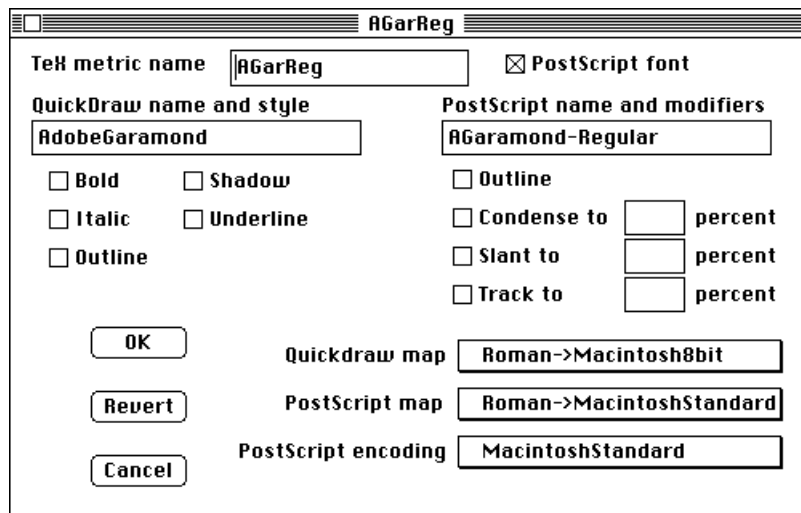 AGarReg
TeX metric name AGarReg PostScript font
QuickDraw name and style PostScript name and modifiers
AdobeGaramond AGaramond-Regular
Bold Shadow Outline
Italic Underline Condense to percent
Outline Slant to percent
Track to percent
OK Quickdraw map Roman->Macintosh8bit
Revert PostScript map Roman->MacintoshStandard
Cancel PostScript encoding MacintoshStandard